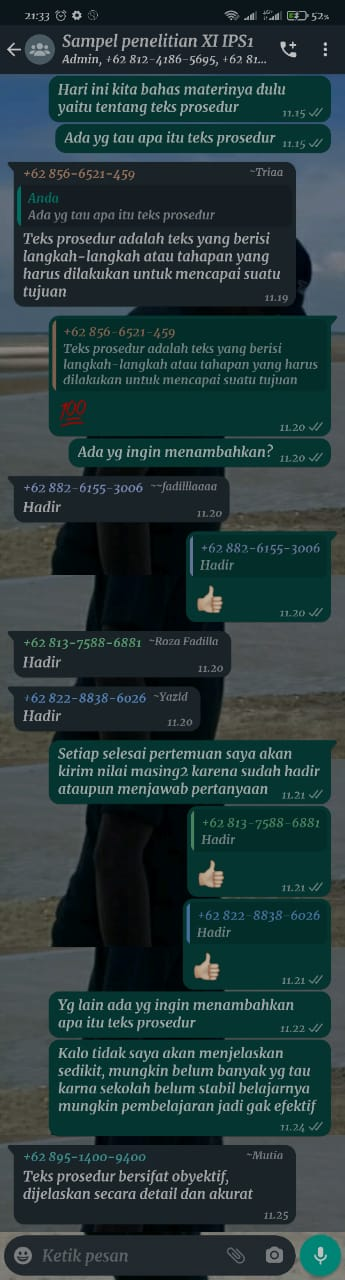 21:33
52%
Sampel penelitian XI IPS1
Admin, +62 812-4186-5695, +62 81...
Hari ini kita bahas materinya dulu
yaitu tentang teks prosedur
11.15
Ada yg tau apa itu teks prosedur
11.15
+62 856-6521-459 ~Triaa
Anda
Ada yg tau apa itu teks prosedur
Teks prosedur adalah teks yang berisi
langkah-langkah atau tahapan yang
harus dilakukan untuk mencapai suatu
tujuan
11.19
+62 856-6521-459
Teks prosedur adalah teks yang berisi
langkah-langkah atau tahapan yang harus
dilakukan untuk mencapai suatu tujuan
💯
11.20
Ada yg ingin menambahkan?
11.20
+62 882-6155-3006 ~~fadilllaaaa
Hadir
11.20
+62 882-6155-3006
Hadir
👍🏻
11.20
+62 813-7588-6881 ~Roza Fadilla
Hadir
11.20
+62 822-8838-6026 ~Yazid
Hadir
11.20
Setiap selesai pertemuan saya akan
kirim nilai masing2 karena sudah hadir
ataupun menjawab pertanyaan
11.21
+62 813-7588-6881
Hadir
👍🏻
11.21
+62 822-8838-6026
Hadir
👍🏻
11.21
Yg lain ada yg ingin menambahkan
apa itu teks prosedur
11.22
Kalo tidak saya akan menjelaskan
sedikit, mungkin belum banyak yg tau
karna sekolah belum stabil belajarnya
mungkin pembelajaran jadi gak efektif
11.24
+62 895-1400-9400 ~Mutia
Teks prosedur bersifat obyektif,
dijelaskan secara detail dan akurat
11.25
Ketik pesan